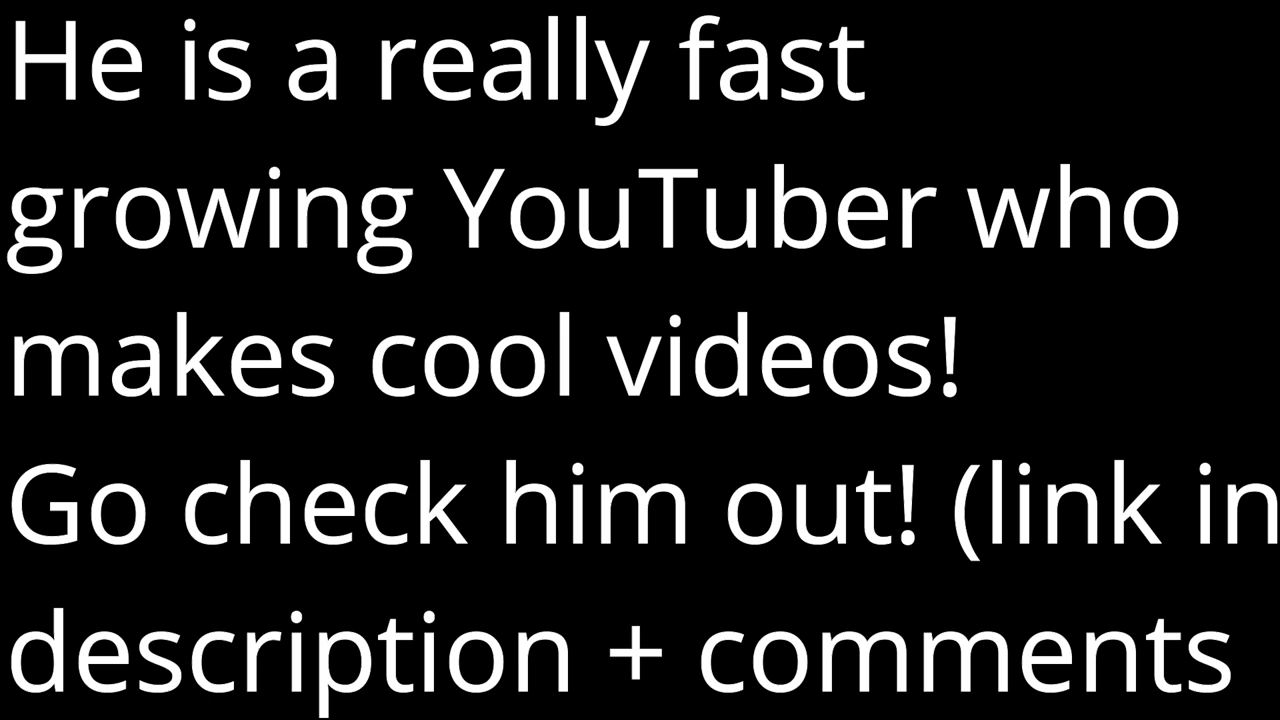 He is a really fast
growing YouTuber who
makes cool videos!
Go check him out! (link in
description + comments